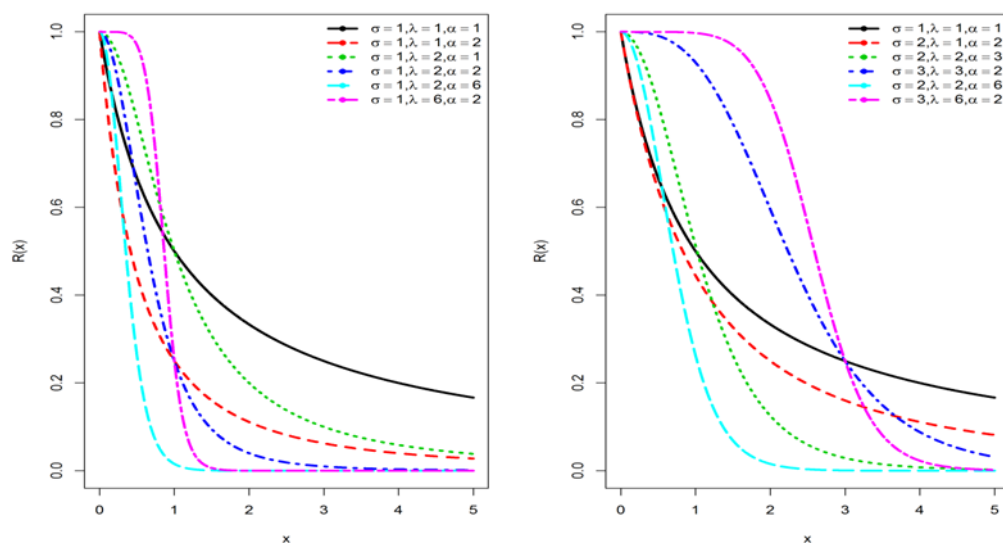 σ = 1, λ = 1, α = 1
σ = 1, λ = 1, α = 2
σ = 1, λ = 2, α = 1
σ = 1, λ = 2, α = 2
σ = 1, λ = 2, α = 6
σ = 1, λ = 6, α = 2
R(x)
1.0
0.8
0.6
0.4
0.2
0.0
0 1 2 3 4 5
x
σ = 1, λ = 1, α = 1
σ = 2, λ = 1, α = 2
σ = 2, λ = 2, α = 3
σ = 3, λ = 3, α = 2
σ = 2, λ = 2, α = 6
σ = 3, λ = 6, α = 2
R(x)
1.0
0.8
0.6
0.4
0.2
0.0
0 1 2 3 4 5
x